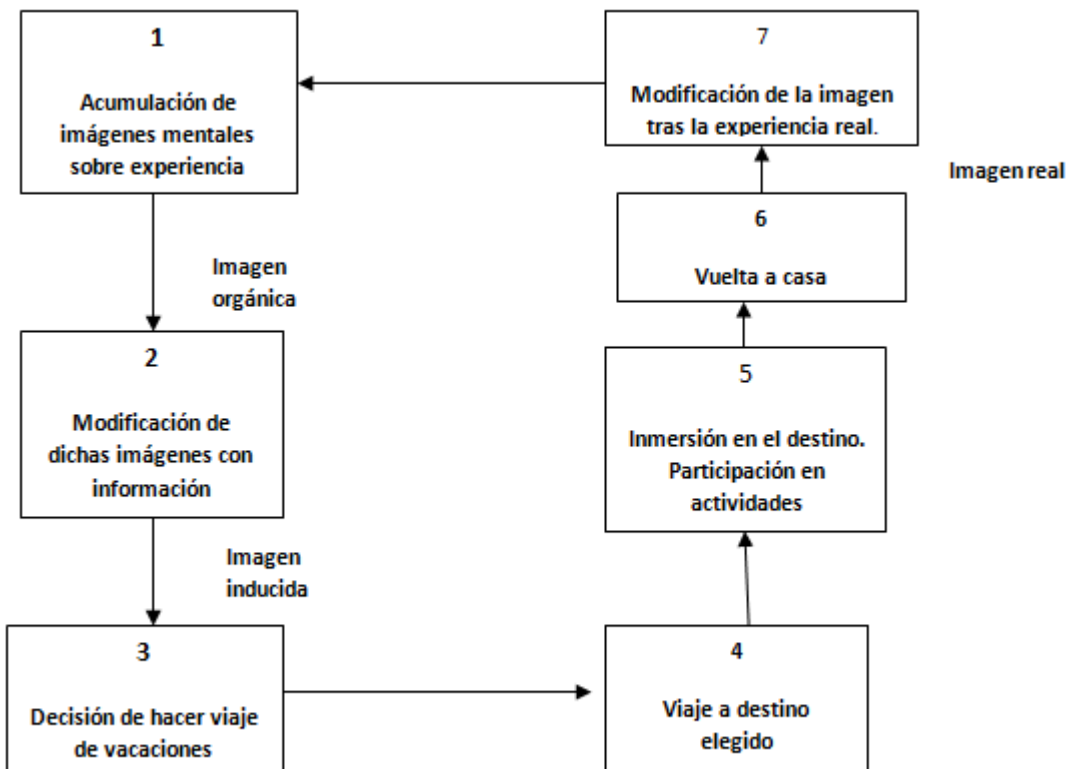 1
Acumulación de
imágenes mentales
sobre experiencia
Imagen
orgánica
2
Modificación de
dichas imágenes con
información
Imagen
inducida
3
Decisión de hacer viaje
de vacaciones
4
Viaje a destino
elegido
5
Inmersión en el destino.
Participación en
actividades
6
Vuelta a casa
7
Modificación de la imagen
tras la experiencia real.
Imagen real